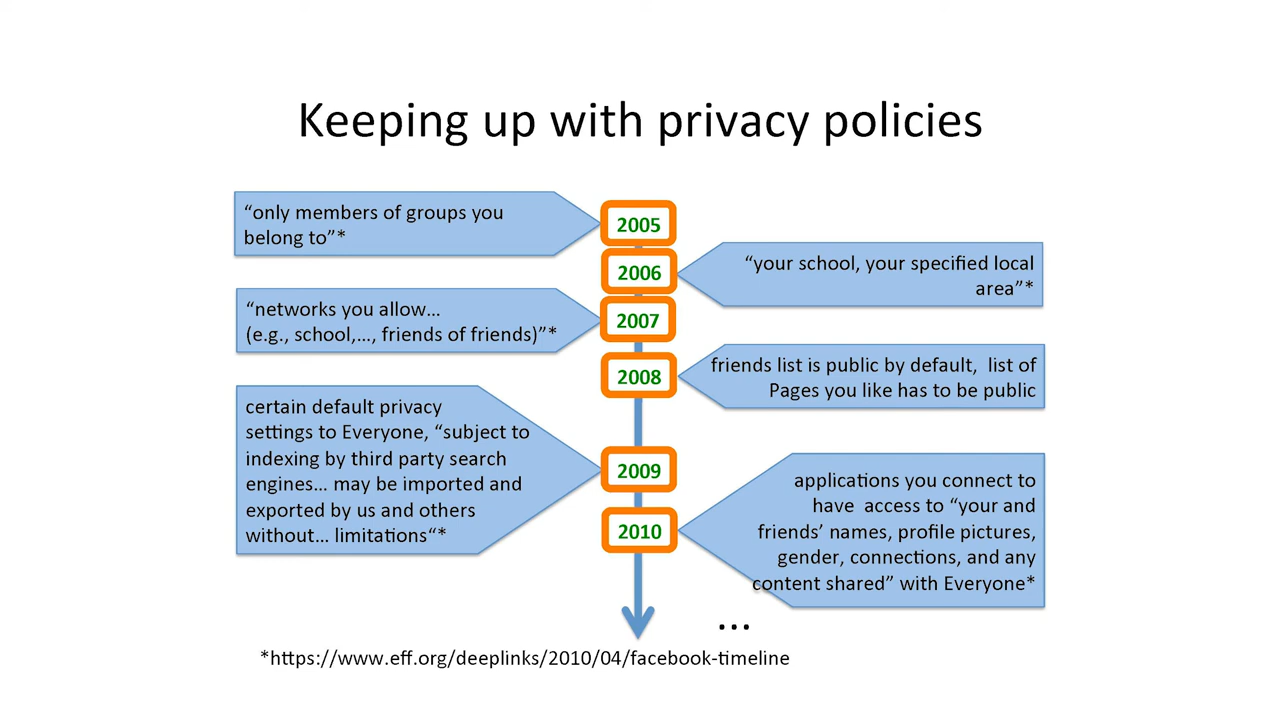 Keeping up with privacy policies
“only members of groups you
belong to”*
2005
2006
“your school, your specified local
area”*
“networks you allow…
(e.g., school,…, friends of friends)”*
2007
2008
friends list is public by default,  list of
Pages you like has to be public
certain default privacy
settings to Everyone, “subject to
indexing by third party search
engines… may be imported and
exported by us and others
without… limitations“*
2009
2010
applications you connect to
have  access to “your and
friends’ names, profile pictures,
gender, connections, and any
content shared” with Everyone*
…
*https://www.eff.org/deeplinks/2010/04/facebook-timeline